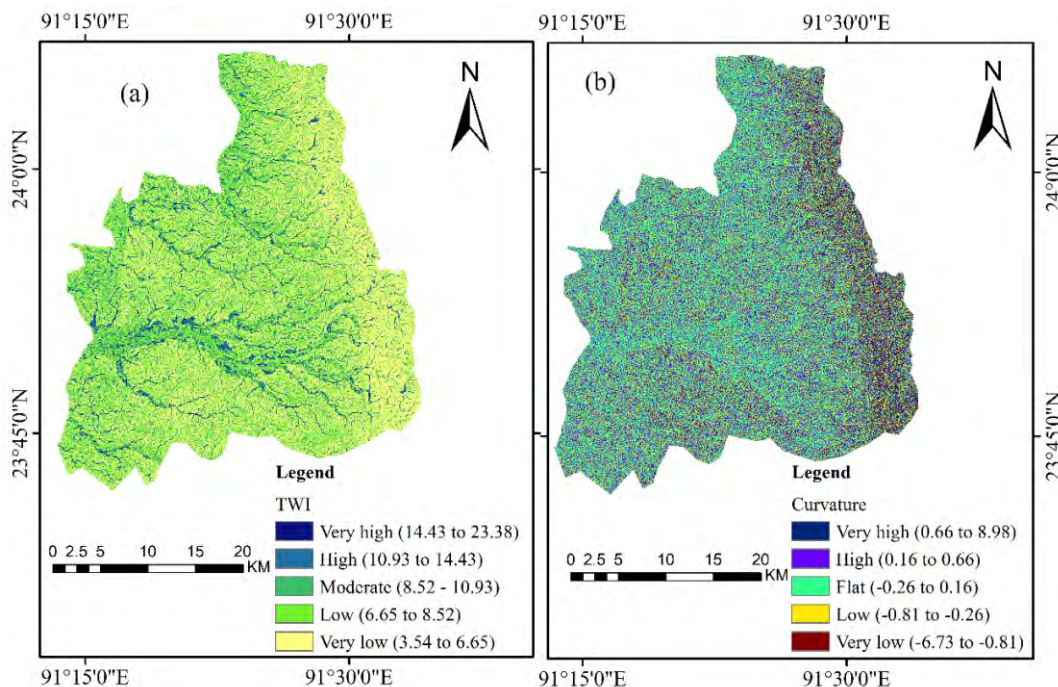 91°15'0"E
91°30'0"E
91°15'0"E
91°30'0"E
(a)
N
(b)
N
24°0'0"N
24°0'0"N
23°45'0"N
23°45'0"N
Legend
TWI
Very high (14.43 to 23.38)
High (10.93 to 14.43)
Moderate (8.52 - 10.93)
Low (6.65 to 8.52)
Very low (3.54 to 6.65)
0 2.5 5 10 15 20
KM
Legend
Curvature
Very high (0.66 to 8.98)
High (0.16 to 0.66)
Flat (-0.26 to 0.16)
Low (-0.81 to -0.26)
Very low (-6.73 to -0.81)
0 2.5 5 10 15 20
KM
91°15'0"E
91°30'0"E
91°15'0"E
91°30'0"E